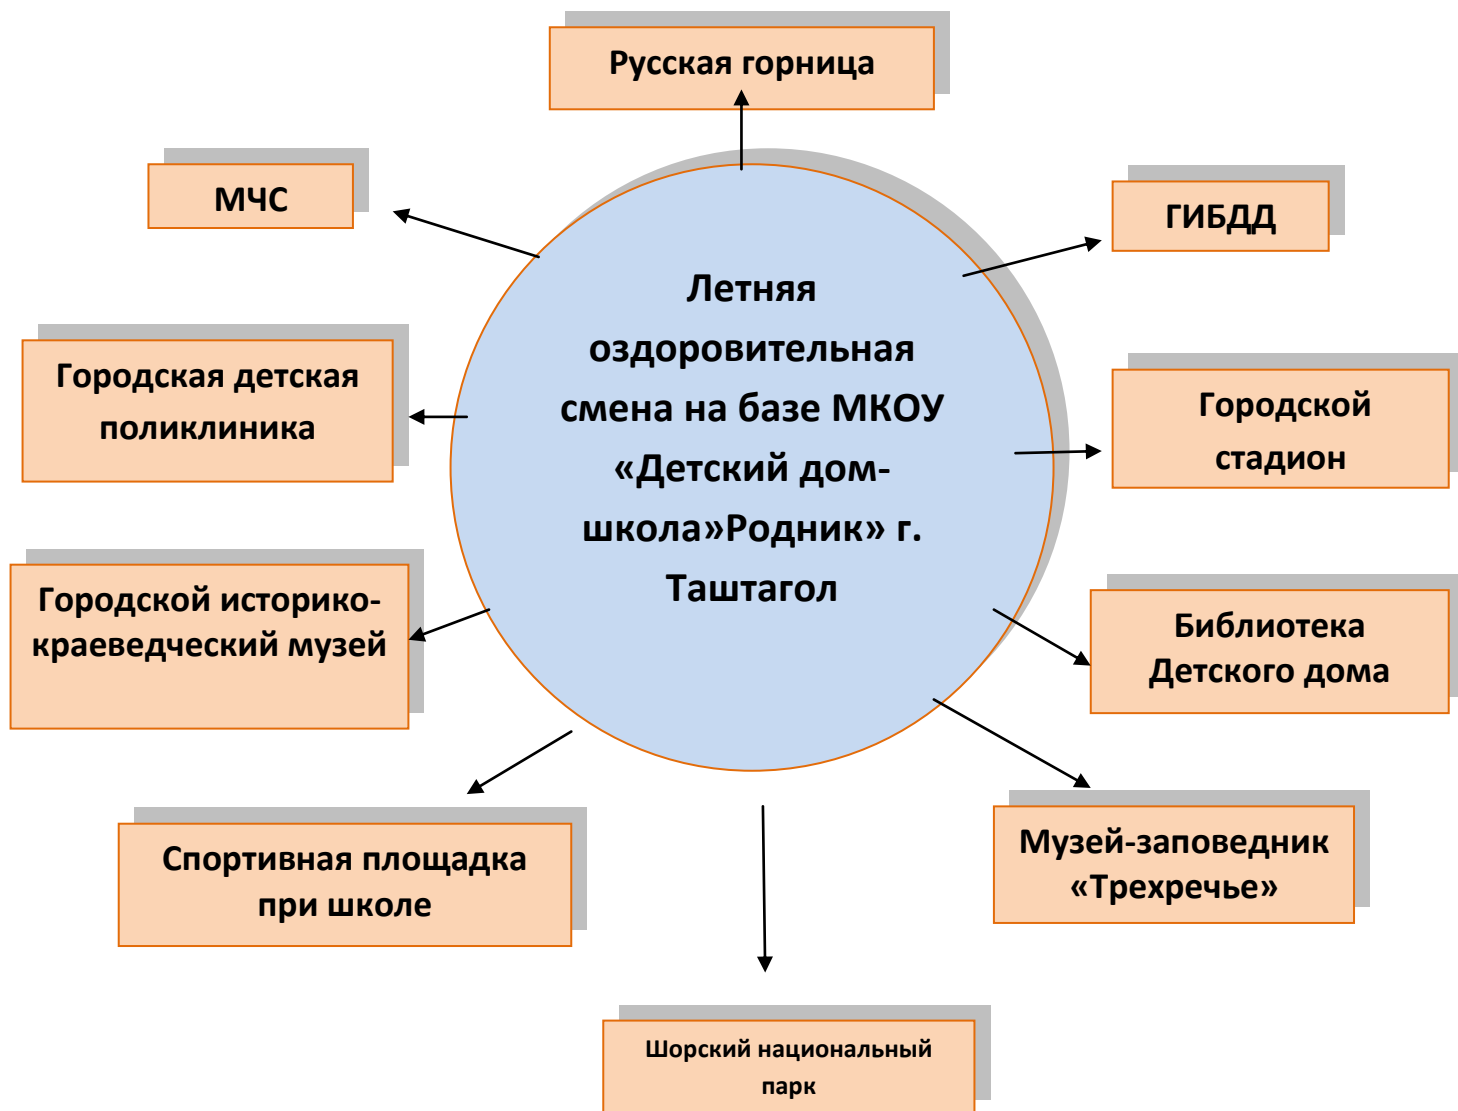 Русская горница
МЧС
ГИБДД
Летняя
оздоровительная
смена на базе МКОУ
«Детский дом-
школа»Родник» г.
Таштагол
Городская детская
поликлиника
Городской
стадион
Городской историко-
краеведческий музей
Библиотека
Детского дома
Спортивная площадка
при школе
Музей-заповедник
«Трехречье»
Шорский национальный
парк